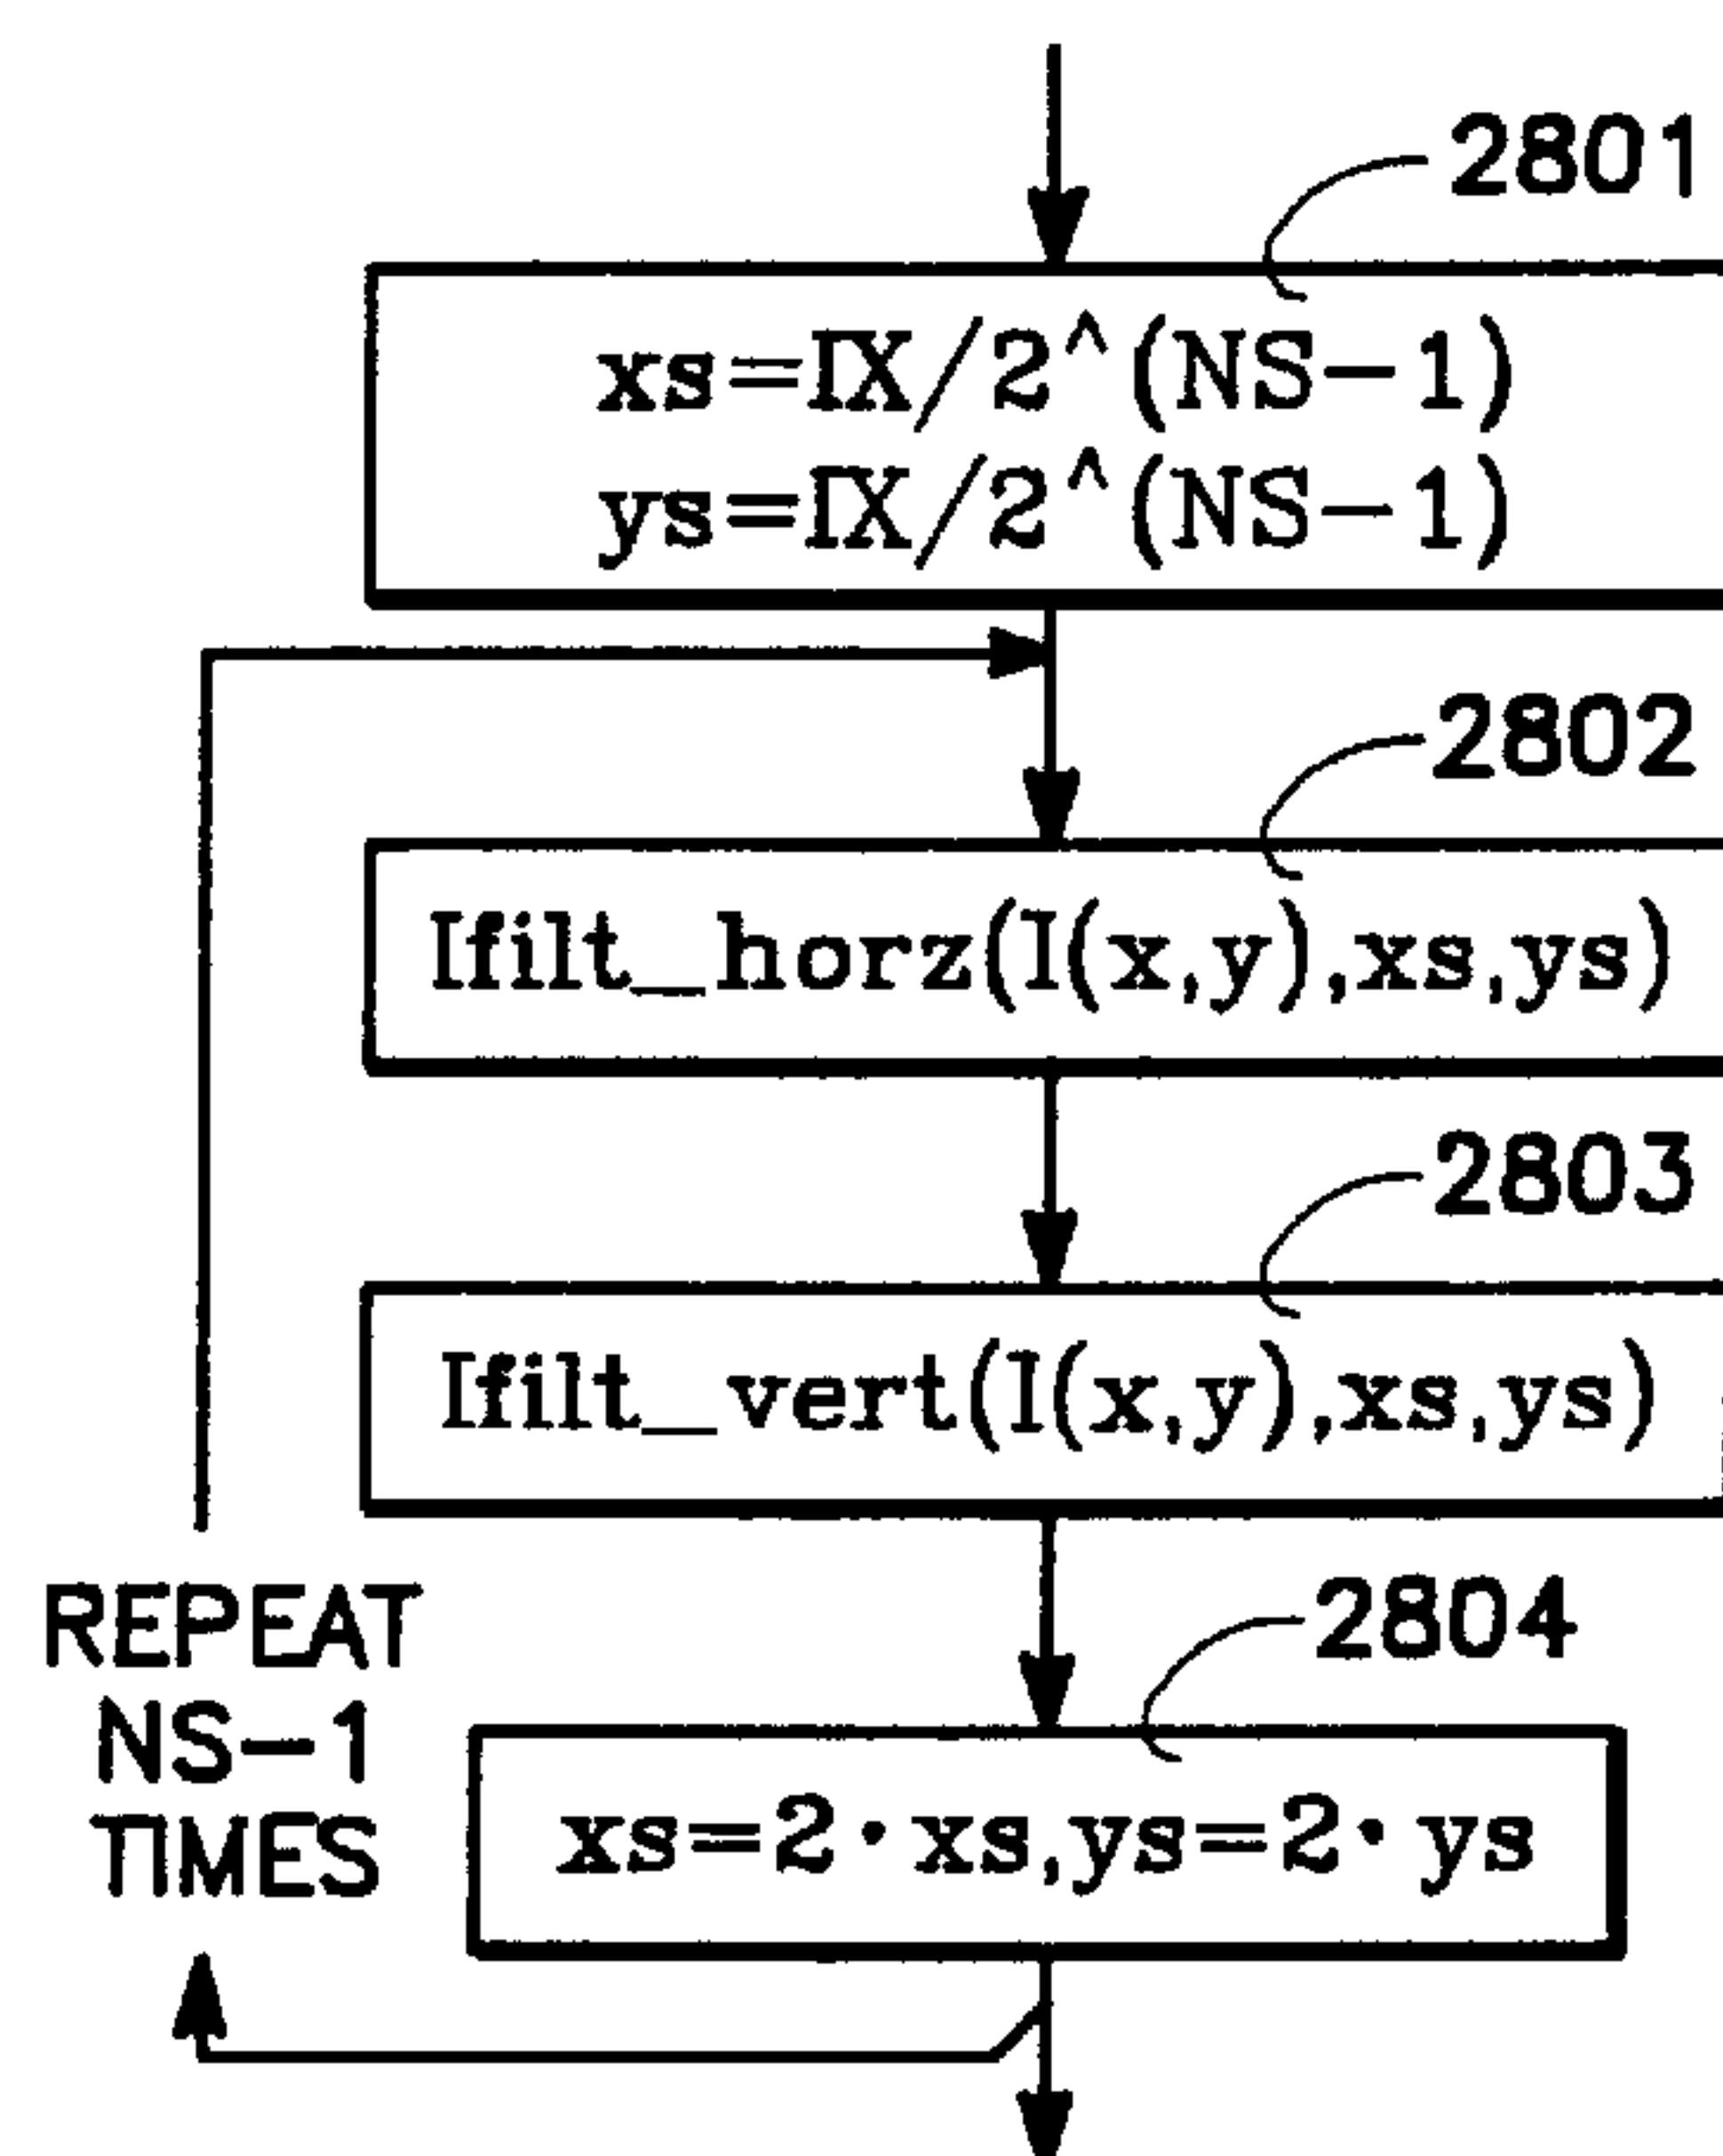 2801
xs=IX/2^(NS-1)
ys=IX/2^(NS-1)
2802
Ifilt_horz(I(x,y),xs,ys)
2803
Ifilt_vert(I(x,y),xs,ys)
2804
REPEAT
NS-1
TIMES
xs=2·xs,ys=2·ys